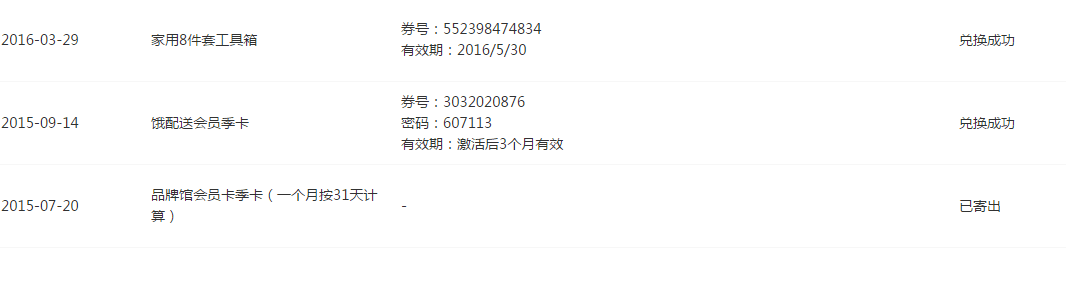 2016-03-29 家用8件套工具箱 券号：552398474834 兑换成功
有效期：2016/5/30
2015-09-14 饿配送会员季卡 券号：3032020876 兑换成功
密码：607113
有效期：激活后3个月有效
2015-07-20 品牌馆会员卡季卡（一个月按31天计 - 已寄出
算）